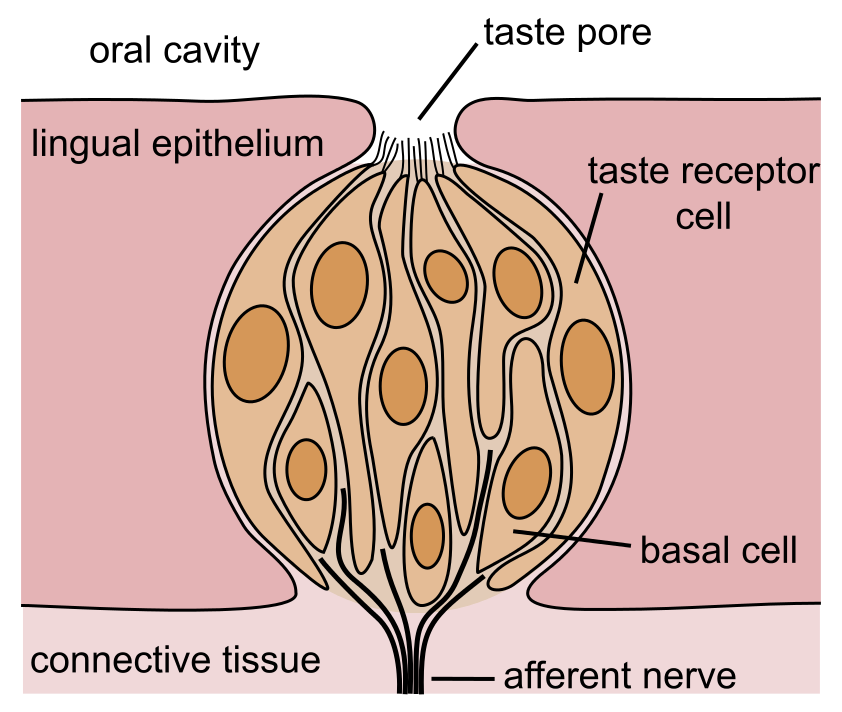 taste pore
oral cavity
lingual epithelium
taste receptor
cell
basal cell
connective tissue
afferent nerve